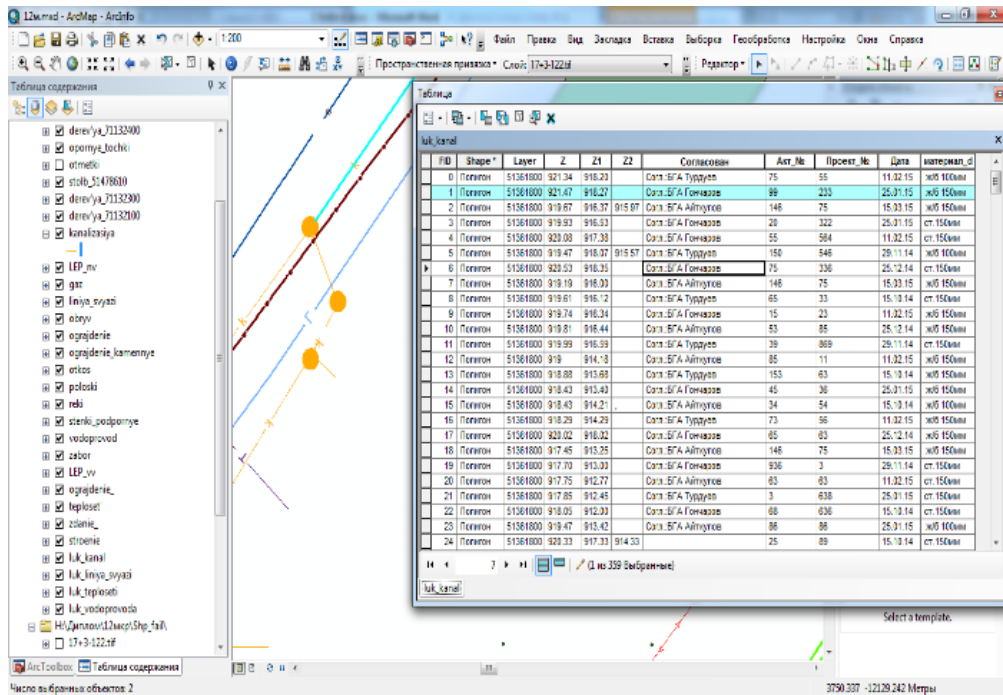 12м.mxd - ArcMap - ArcInfo
1:200
Файл Правка Вид Закладка Вставка Выборка Геообработка Настройка Окна Справка
Пространственная привязка Слой: 17+3-122.tif
Редактор
Таблица содержания
derev'ya_71132400
opornye_tochki
otmetki
stolb_51478610
derev'ya_71132300
derev'ya_71132100
kanalizasiya
LEP_nv
gaz
liniya_svyazi
obryv
ograjdenie
ograjdenie_kamennye
otkos
poloski
reki
stenki_podpornye
vodoprovod
zabor
LEP_vv
ograjdenie_
teploset
zdanie_
stroenie
luk_kanal
luk_liniya_svyazi
luk_teploseti
luk_vodoprovoda
H:\Диплом\12мкр\Shp_fail\
17+3-122.tif
ArcToolbox Таблица содержания
Число выбранных объектов: 2
Таблица
luk_kanal
FID Shape * Layer Z Z1 Z2 Согласован Акт_№ Проект_№ Дата материал_d
0 Полигон 51361800 921.34 918.20 Согл.:БГА Турдуев 75 55 11.02.15 ж/б 100мм
1 Полигон 51361800 921.47 918.27 Согл.:БГА Гончаров 99 233 25.01.15 ж/б 150мм
2 Полигон 51361800 919.67 916.37 915.97 Согл.:БГА Айткулов 146 75 15.03.15 ж/б 150мм
3 Полигон 51361800 919.93 916.53 Согл.:БГА Гончаров 20 322 25.01.15 ст.150мм
4 Полигон 51361800 920.08 917.38 Согл.:БГА Гончаров 55 564 11.02.15 ст.150мм
5 Полигон 51361800 919.47 918.07 915.57 Согл.:БГА Турдуев 150 546 29.11.14 ж/б 150мм
6 Полигон 51361800 920.53 918.35 Согл.:БГА Гончаров 75 336 25.12.14 ст.150мм
7 Полигон 51361800 919.19 916.00 Согл.:БГА Гончаров 146 75 15.03.15 ж/б 150мм
8 Полигон 51361800 919.61 916.12 Согл.:БГА Турдуев 65 33 15.10.14 ст.150мм
9 Полигон 51361800 919.74 916.34 Согл.:БГА Гончаров 15 23 11.02.15 ж/б 100мм
10 Полигон 51361800 919.81 916.44 Согл.:БГА Айткулов 53 85 25.12.14 ж/б 100мм
11 Полигон 51361800 919.99 916.59 Согл.:БГА Турдуев 39 869 29.11.14 ст.150мм
12 Полигон 51361800 919 914.18 Согл.:БГА Айткулов 85 11 11.02.15 ж/б 100мм
13 Полигон 51361800 918.88 913.68 Согл.:БГА Турдуев 153 63 15.10.14 ст.150мм
14 Полигон 51361800 918.43 913.40 Согл.:БГА Гончаров 45 36 25.01.15 ж/б 150мм
15 Полигон 51361800 918.43 914.21 , Согл.:БГА Айткулов 34 54 15.10.14 ж/б 100мм
16 Полигон 51361800 918.29 914.29 Согл.:БГА Турдуев 73 56 11.02.15 ж/б 100мм
17 Полигон 51361800 920.02 918.02 Согл.:БГА Гончаров 65 63 25.12.14 ж/б 150мм
18 Полигон 51361800 917.45 913.25 Согл.:БГА Айткулов 146 75 15.03.15 ж/б 150мм
19 Полигон 51361800 917.70 913.00 Согл.:БГА Гончаров 936 3 29.11.14 ст.150мм
20 Полигон 51361800 917.75 912.77 Согл.:БГА Айткулов 63 63 11.02.15 ст.150мм
21 Полигон 51361800 917.85 912.45 Согл.:БГА Турдуев 3 638 25.01.15 ст.150мм
22 Полигон 51361800 918.05 912.00 Согл.:БГА Гончаров 68 636 15.10.14 ст.150мм
23 Полигон 51361800 919.47 913.42 Согл.:БГА Айткулов 86 86 25.01.15 ж/б 100мм
24 Полигон 51361800 920.33 917.33 914.33 25 89 15.10.14 ст.150мм
7 (1 из 359 Выбранные)
luk_kanal
Select a template.
3750.337 -12129.242 Метры